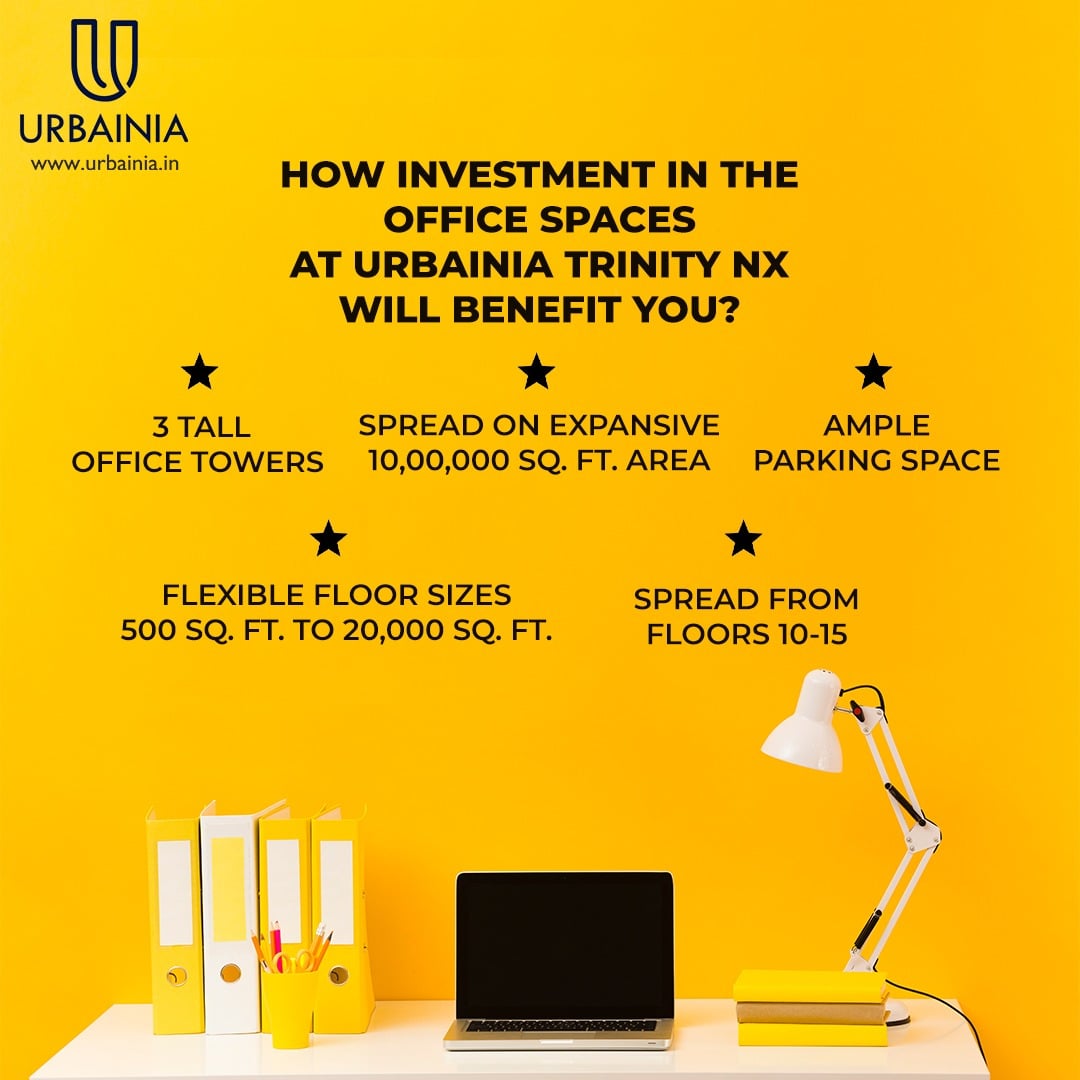 URBAINIA
www.urbainia.in
HOW INVESTMENT IN THE
OFFICE SPACES
AT URBAINIA TRINITY NX
WILL BENEFIT YOU?
3 TALL
OFFICE TOWERS
SPREAD ON EXPANSIVE
10,00,000 SQ. FT. AREA
AMPLE
PARKING SPACE
FLEXIBLE FLOOR SIZES
500 SQ. FT. TO 20,000 SQ. FT.
SPREAD FROM
FLOORS 10-15